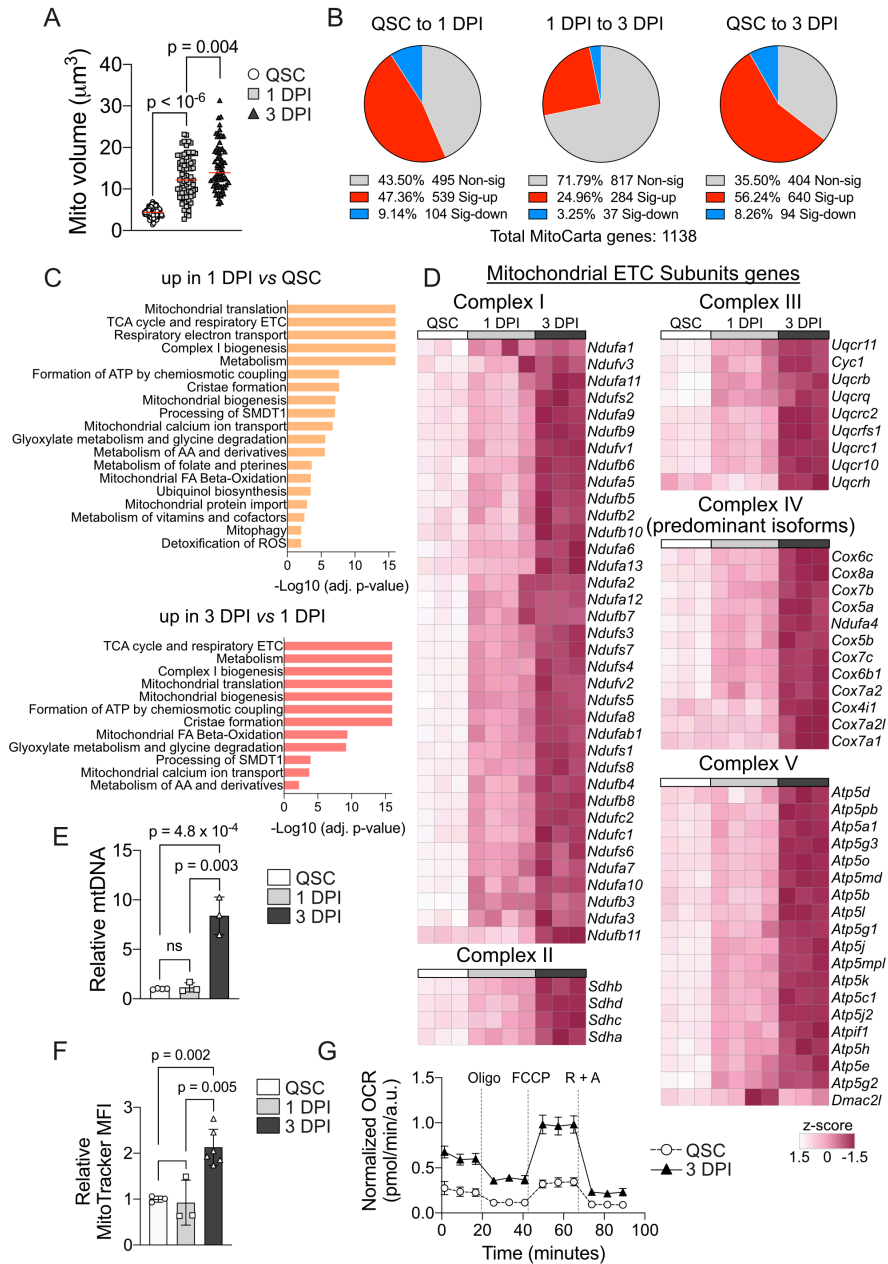 A
Mito volume (μm³)
40
30
20
10
0
p = 0.004
p < 10⁻⁶
QSC
1 DPI
3 DPI
B
QSC to 1 DPI
43.50% 495 Non-sig
47.36% 539 Sig-up
9.14% 104 Sig-down
1 DPI to 3 DPI
71.79% 817 Non-sig
24.96% 284 Sig-up
3.25% 37 Sig-down
QSC to 3 DPI
35.50% 404 Non-sig
56.24% 640 Sig-up
8.26% 94 Sig-down
Total MitoCarta genes: 1138
C
up in 1 DPI vs QSC
Mitochondrial translation
TCA cycle and respiratory ETC
Respiratory electron transport
Complex I biogenesis
Metabolism
Formation of ATP by chemiosmotic coupling
Cristae formation
Mitochondrial biogenesis
Processing of SMDT1
Mitochondrial calcium ion transport
Glyoxylate metabolism and glycine degradation
Metabolism of AA and derivatives
Metabolism of folate and pterines
Mitochondrial FA Beta-Oxidation
Ubiquinol biosynthesis
Mitochondrial protein import
Metabolism of vitamins and cofactors
Mitophagy
Detoxification of ROS
0 5 10 15
-Log10 (adj. p-value)
up in 3 DPI vs 1 DPI
TCA cycle and respiratory ETC
Metabolism
Complex I biogenesis
Mitochondrial translation
Mitochondrial biogenesis
Formation of ATP by chemiosmotic coupling
Cristae formation
Mitochondrial FA Beta-Oxidation
Glyoxylate metabolism and glycine degradation
Processing of SMDT1
Mitochondrial calcium ion transport
Metabolism of AA and derivatives
0 5 10 15
-Log10 (adj. p-value)
D
Mitochondrial ETC Subunits genes
Complex I
QSC 1 DPI 3 DPI
Ndufa1
Ndufv3
Ndufa11
Ndufs2
Ndufa9
Ndufb9
Ndufv1
Ndufb6
Ndufa5
Ndufb5
Ndufb2
Ndufb10
Ndufa6
Ndufa13
Ndufa2
Ndufa12
Ndufb7
Ndufs3
Ndufs7
Ndufs4
Ndufv2
Ndufs5
Ndufa8
Ndufab1
Ndufs1
Ndufs8
Ndufb4
Ndufb8
Ndufc2
Ndufc1
Ndufs6
Ndufa7
Ndufa10
Ndufb3
Ndufa3
Ndufb11
Complex II
Sdhb
Sdhd
Sdhc
Sdha
Complex III
QSC 1 DPI 3 DPI
Uqcr11
Cyc1
Uqcrb
Uqcrq
Uqcrc2
Uqcrfs1
Uqcrc1
Uqcr10
Uqcrh
Complex IV
(predominant isoforms)
Cox6c
Cox8a
Cox7b
Cox5a
Ndufa4
Cox5b
Cox7c
Cox6b1
Cox7a2
Cox4i1
Cox7a2l
Cox7a1
Complex V
Atp5d
Atp5pb
Atp5a1
Atp5g3
Atp5o
Atp5md
Atp5b
Atp5l
Atp5g1
Atp5j
Atp5mpl
Atp5k
Atp5c1
Atp5j2
Atpif1
Atp5h
Atp5e
Atp5g2
Dmac2l
z-score
1.5 0 -1.5
E
Relative mtDNA
15
10
5
0
p = 4.8 x 10⁻⁴
p = 0.003
ns
QSC
1 DPI
3 DPI
F
Relative
MitoTracker MFI
3
2
1
0
p = 0.002
p = 0.005
QSC
1 DPI
3 DPI
G
Normalized OCR
(pmol/min/a.u.)
1.5
1.0
0.5
0.0
Oligo FCCP R + A
0 20 40 60 80 100
Time (minutes)
QSC
3 DPI